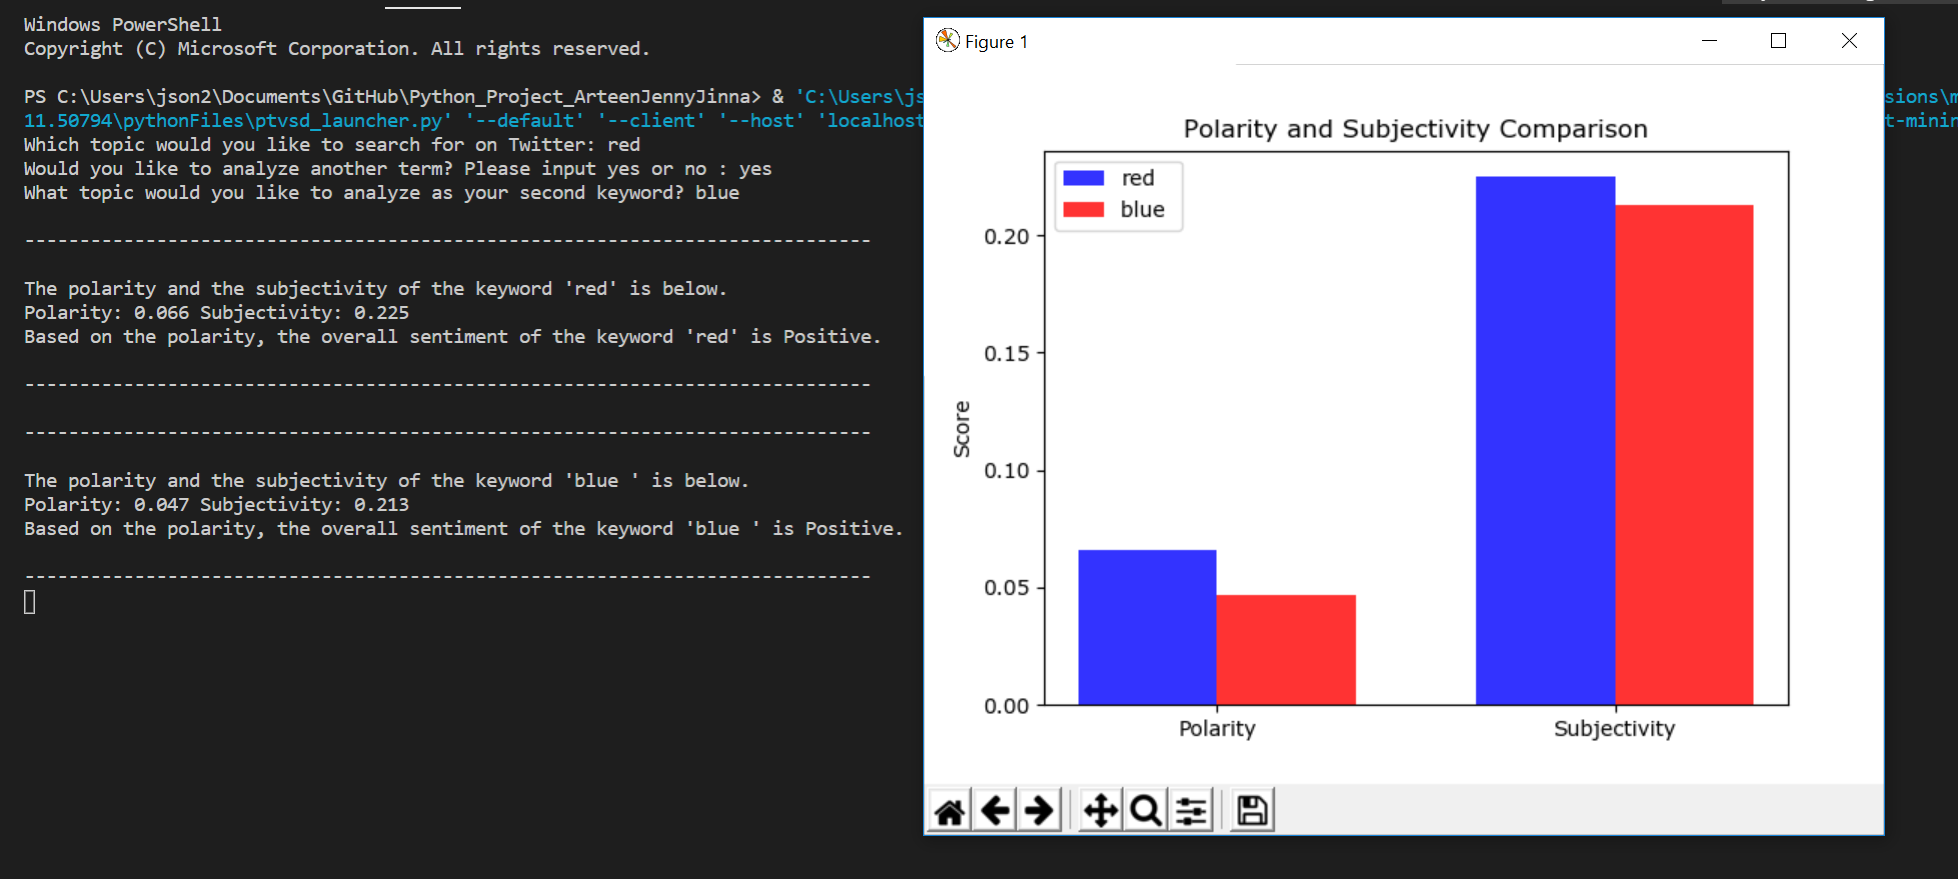 Windows PowerShell
Copyright (C) Microsoft Corporation. All rights reserved.
PS C:\Users\json2\Documents\GitHub\Python_Project_ArteenJennyJinna> & 'C:\Users\js
11.50794\pythonFiles\ptvsd_launcher.py' '--default' '--client' '--host' 'localhost
Which topic would you like to search for on Twitter: red
Would you like to analyze another term? Please input yes or no : yes
What topic would you like to analyze as your second keyword? blue
-----------------------------------------------------------------------------
The polarity and the subjectivity of the keyword 'red' is below.
Polarity: 0.066 Subjectivity: 0.225
Based on the polarity, the overall sentiment of the keyword 'red' is Positive.
-----------------------------------------------------------------------------
-----------------------------------------------------------------------------
The polarity and the subjectivity of the keyword 'blue ' is below.
Polarity: 0.047 Subjectivity: 0.213
Based on the polarity, the overall sentiment of the keyword 'blue ' is Positive.
-----------------------------------------------------------------------------
Figure 1
sions\m
t-minin
Polarity and Subjectivity Comparison
red
blue
0.20
0.15
0.10
0.05
0.00
Score
Polarity
Subjectivity